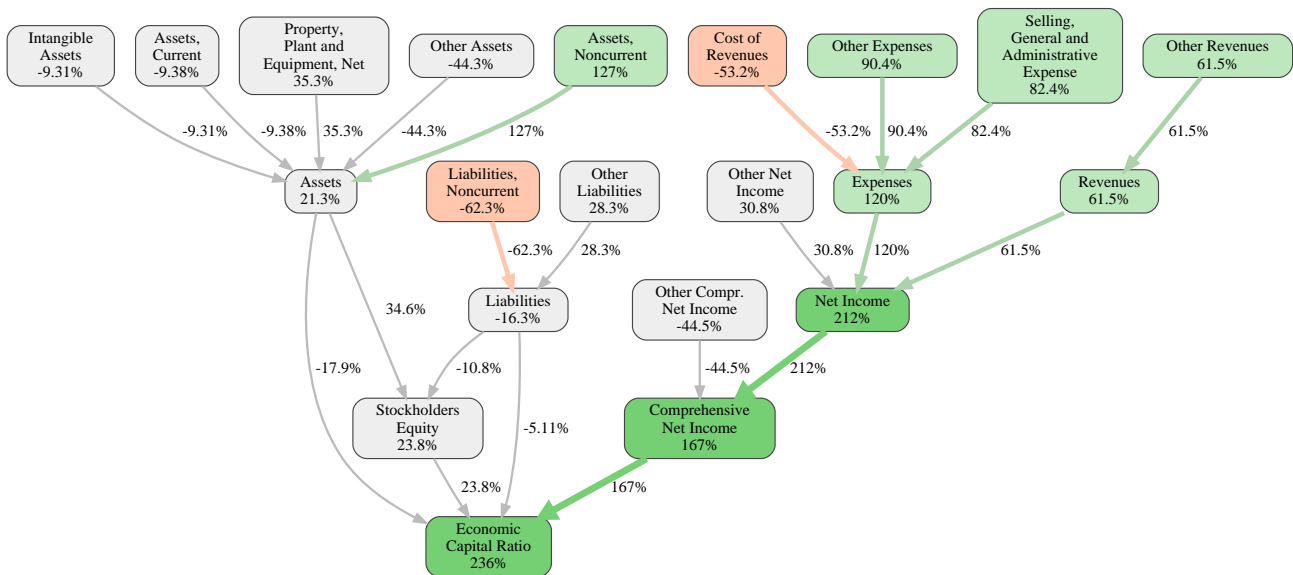 Intangible
Assets
-9.31%
Assets,
Current
-9.38%
Property,
Plant and
Equipment, Net
35.3%
Other Assets
-44.3%
Assets,
Noncurrent
127%
Cost of
Revenues
-53.2%
Other Expenses
90.4%
Selling,
General and
Administrative
Expense
82.4%
Other Revenues
61.5%
-9.31%
-9.38%
35.3%
-44.3%
127%
-53.2%
90.4%
82.4%
61.5%
Assets
21.3%
Liabilities,
Noncurrent
-62.3%
Other
Liabilities
28.3%
Other Net
Income
30.8%
Expenses
120%
Revenues
61.5%
-62.3%
28.3%
30.8%
120%
61.5%
Liabilities
-16.3%
Other Compr.
Net Income
-44.5%
Net Income
212%
34.6%
-17.9%
-10.8%
-44.5%
212%
Stockholders
Equity
23.8%
-5.11%
Comprehensive
Net Income
167%
23.8%
167%
Economic
Capital Ratio
236%